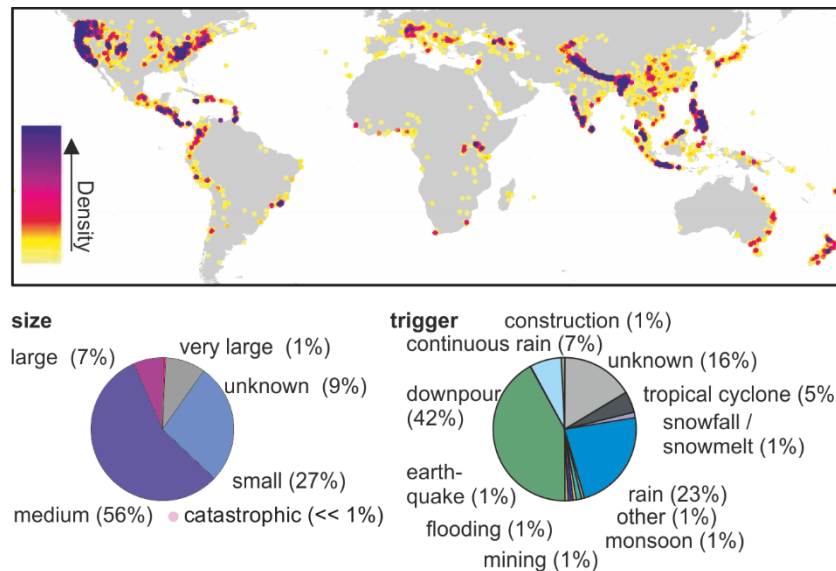 Density
size
large (7%)
very large (1%)
unknown (9%)
small (27%)
medium (56%)
catastrophic (<< 1%)
trigger
construction (1%)
continuous rain (7%)
unknown (16%)
downpour
(42%)
tropical cyclone (5%)
snowfall /
snowmelt (1%)
earth-
quake (1%)
rain (23%)
flooding (1%)
other (1%)
monsoon (1%)
mining (1%)